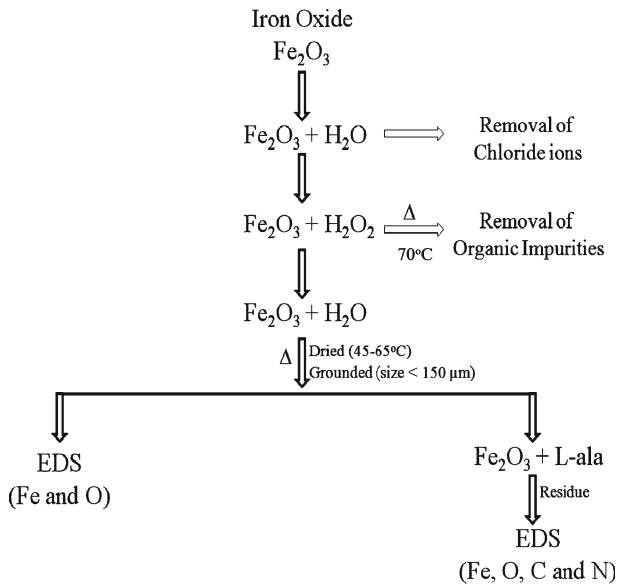 Iron Oxide
Fe₂O₃
Fe₂O₃ + H₂O
Removal of
Chloride ions
Fe₂O₃ + H₂O₂
Δ
70°C
Removal of
Organic Impurities
Fe₂O₃ + H₂O
Δ
Dried (45-65°C)
Grounded (size < 150 µm)
EDS
(Fe and O)
Fe₂O₃ + L-ala
Residue
EDS
(Fe, O, C and N)